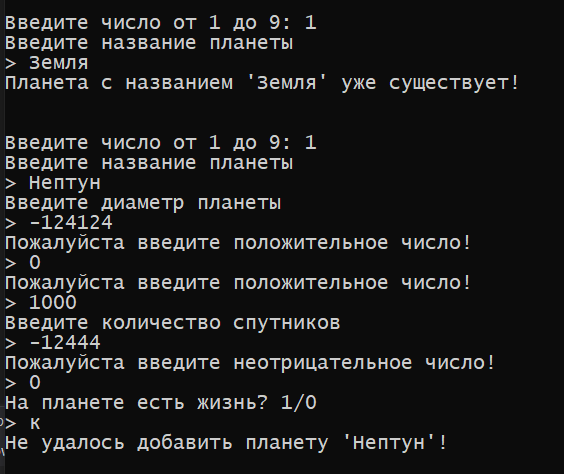 Введите число от 1 до 9: 1
Введите название планеты
> Земля
Планета с названием 'Земля' уже существует!
Введите число от 1 до 9: 1
Введите название планеты
> Нептун
Введите диаметр планеты
> -124124
Пожалуйста введите положительное число!
> 0
Пожалуйста введите положительное число!
> 1000
Введите количество спутников
> -12444
Пожалуйста введите неотрицательное число!
> 0
На планете есть жизнь? 1/0
> к
Не удалось добавить планету 'Нептун'!